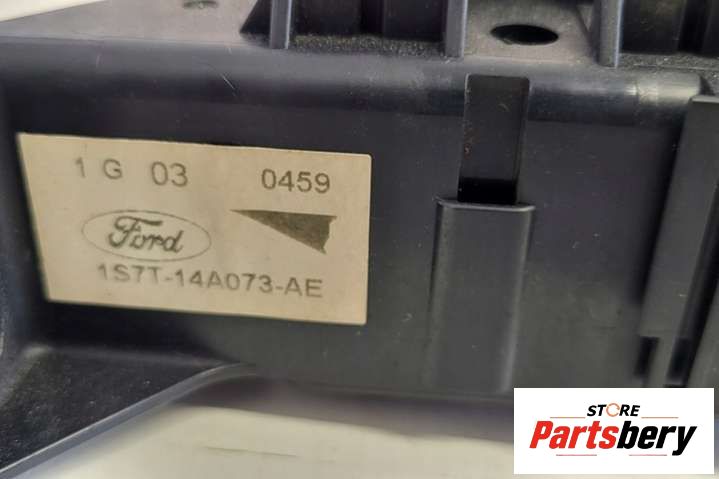 1 G 03 0459
Ford
1S7T-14A073-AE
STORE
Partsbery